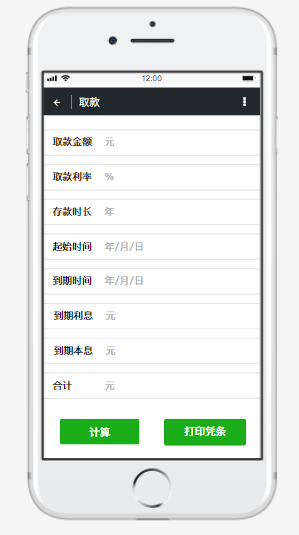 12:00
取款
取款金额 元
取款利率 %
存款时长 年
起始时间 年/月/日
到期时间 年/月/日
到期利息 元
到期本息 元
合计 元
计算 打印凭条